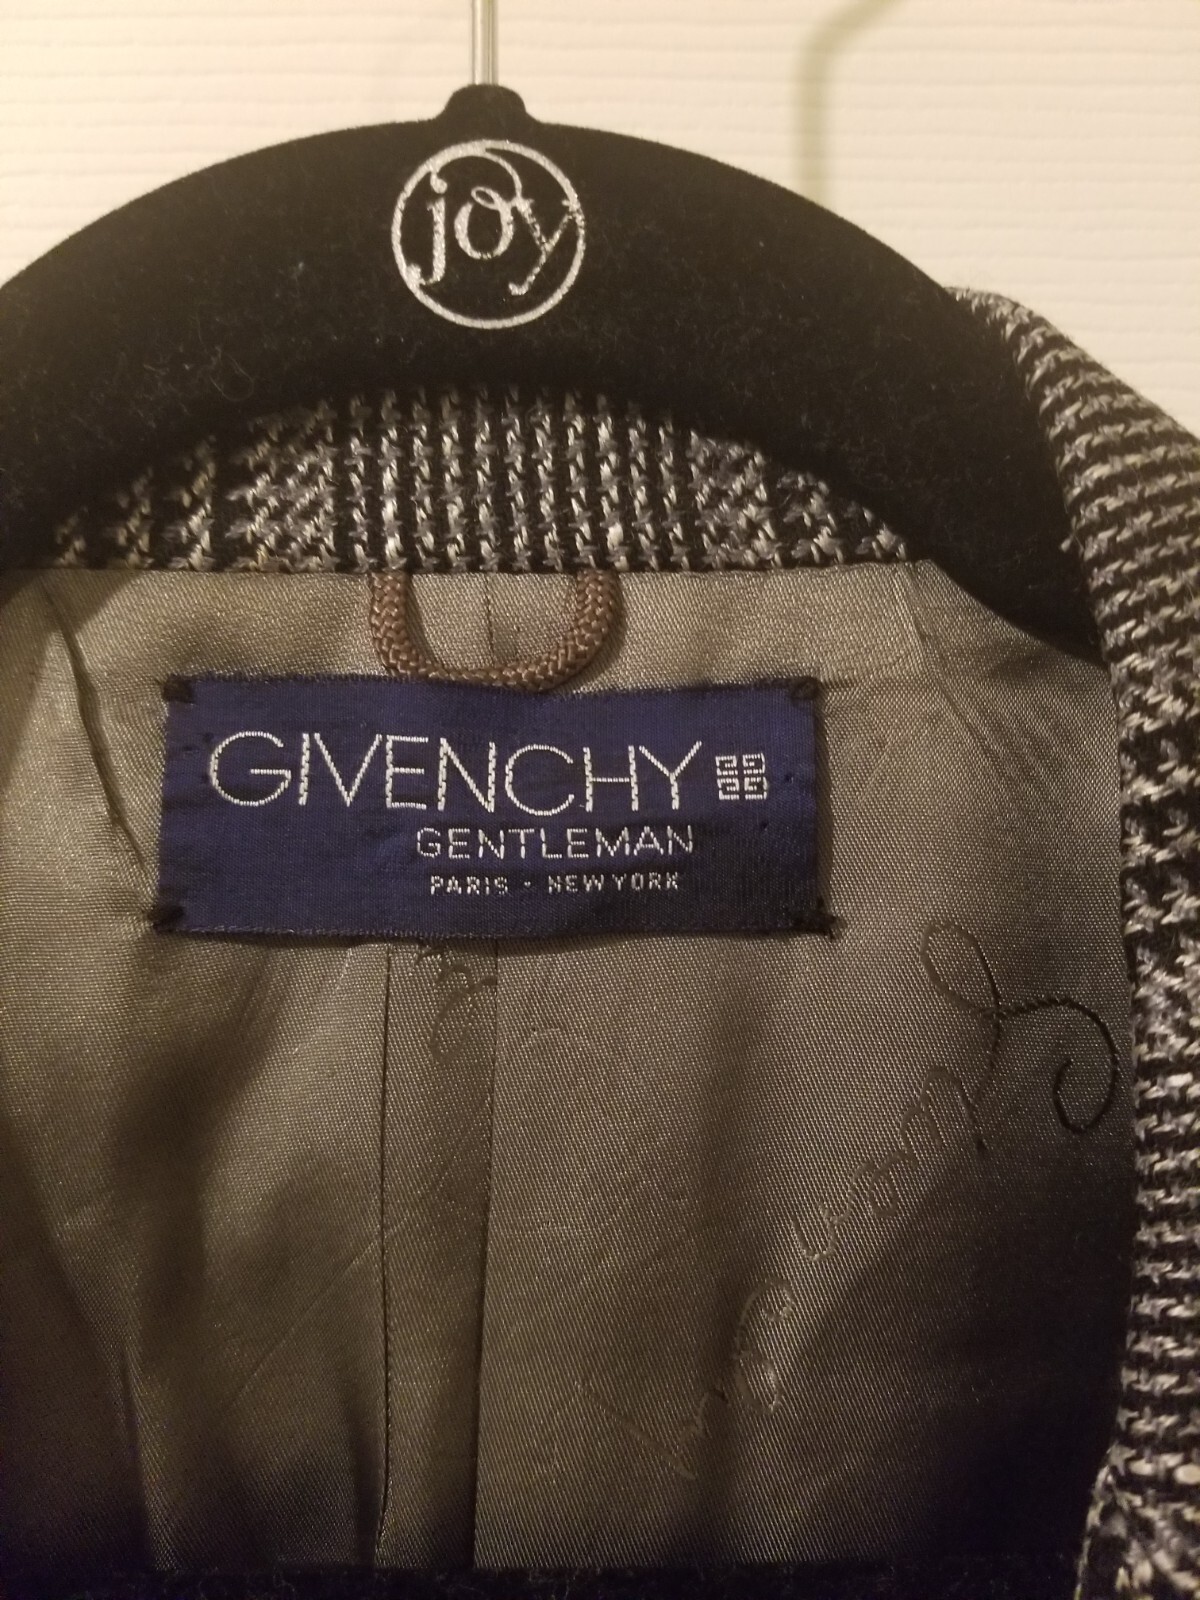 joy
GIVENCHY
GENTLEMAN
PARIS - NEW YORK